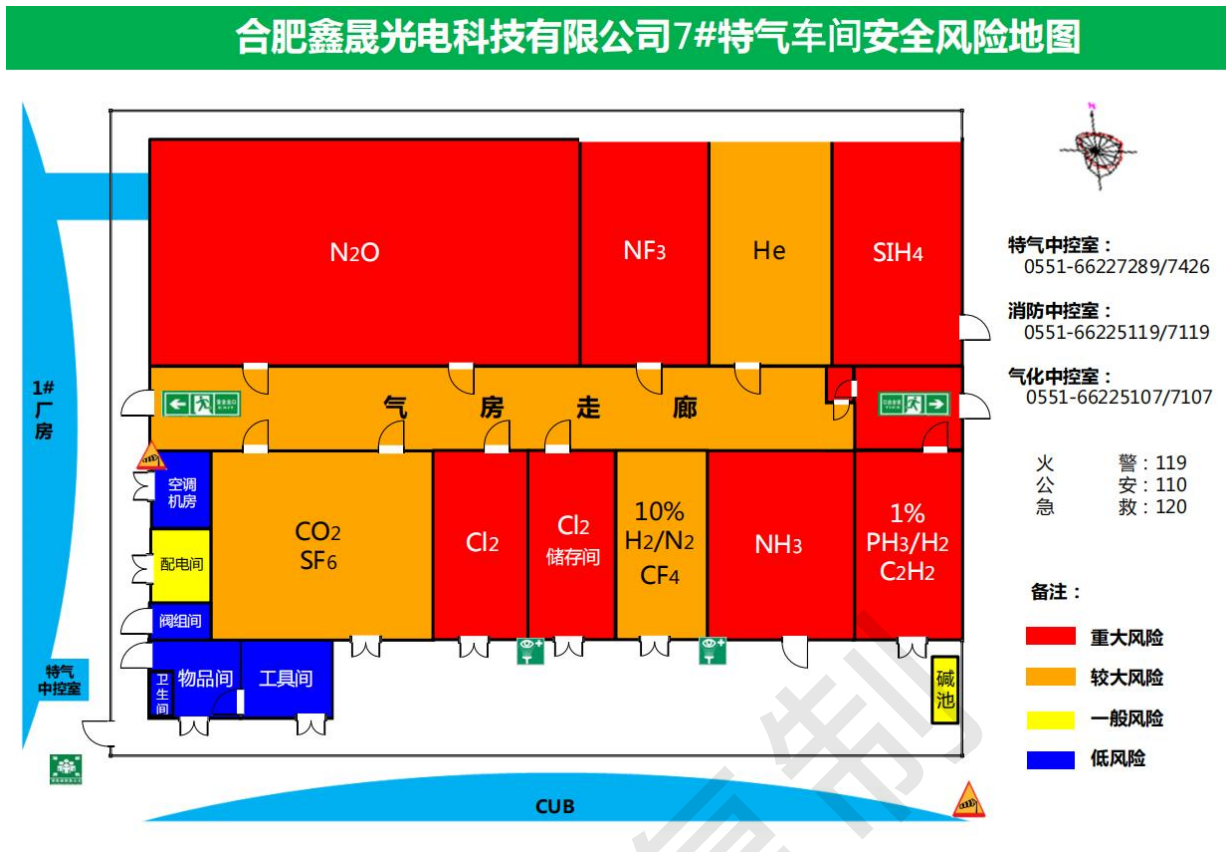 合肥鑫晟光电科技有限公司7#特气车间安全风险地图
N2O
NF3
He
SIH4
特气中控室：
0551-66227289/7426
消防中控室：
0551-66225119/7119
气化中控室：
0551-66225107/7107
1#
厂
房
气房走廊
火 警：119
公 安：110
急 救：120
空调
机房
配电间
阀组间
CO2
SF6
Cl2
Cl2
储存间
10%
H2/N2
CF4
NH3
1%
PH3/H2
C2H2
备注：
重大风险
较大风险
一般风险
低风险
特气
中控室
卫
生
间
物品间
工具间
碱
池
CUB
复制